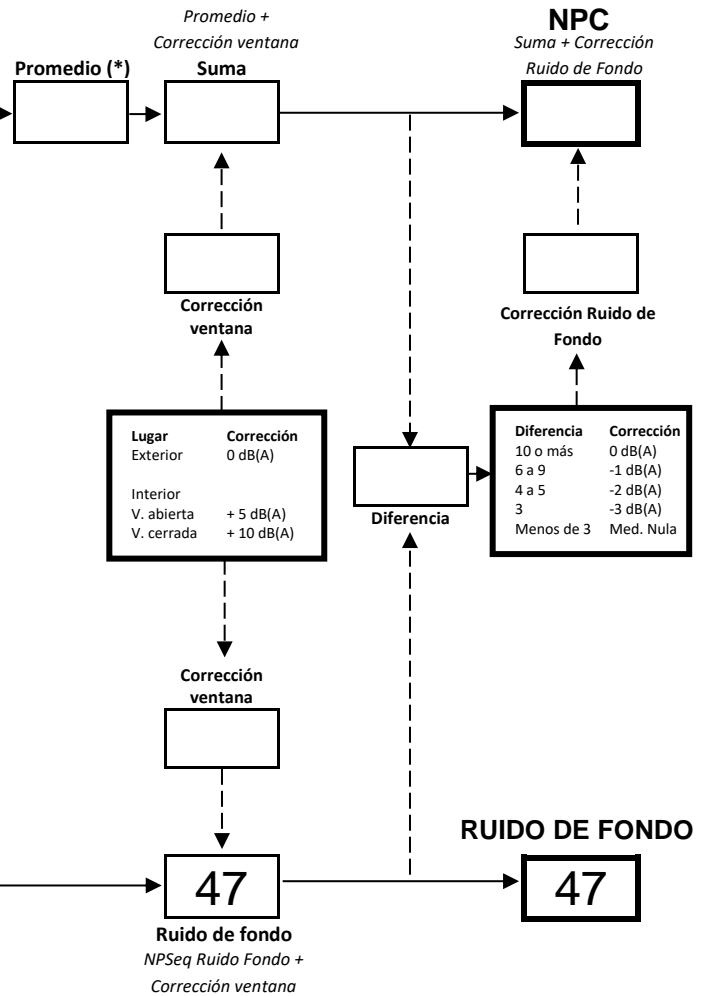 Promedio +
Corrección ventana
NPC
Suma + Corrección
Ruido de Fondo
Promedio (*)
Suma
Corrección
ventana
Corrección Ruido de
Fondo
Lugar Corrección
Exterior 0 dB(A)
Interior
V. abierta + 5 dB(A)
V. cerrada + 10 dB(A)
Diferencia
Diferencia Corrección
10 o más 0 dB(A)
6 a 9 -1 dB(A)
4 a 5 -2 dB(A)
3 -3 dB(A)
Menos de 3 Med. Nula
Corrección
ventana
RUIDO DE FONDO
47
47
Ruido de fondo
NPSeq Ruido Fondo +
Corrección ventana